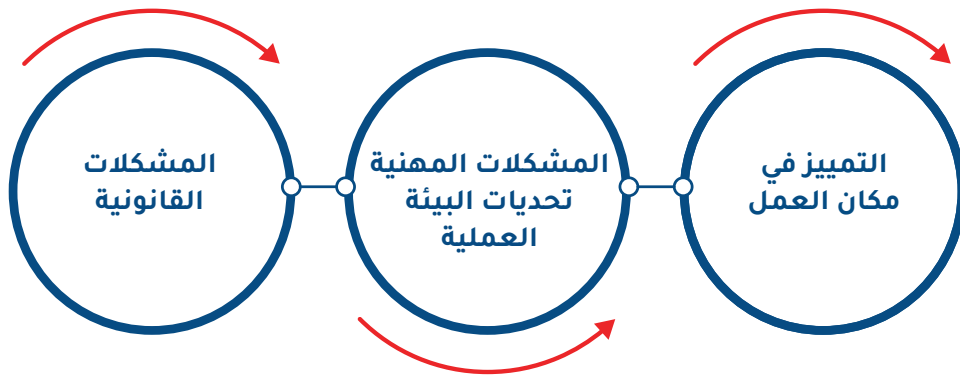 التمييز في
مكان العمل
المشكلات المهنية
تحديات البيئة
العملية
المشكلات
القانونية